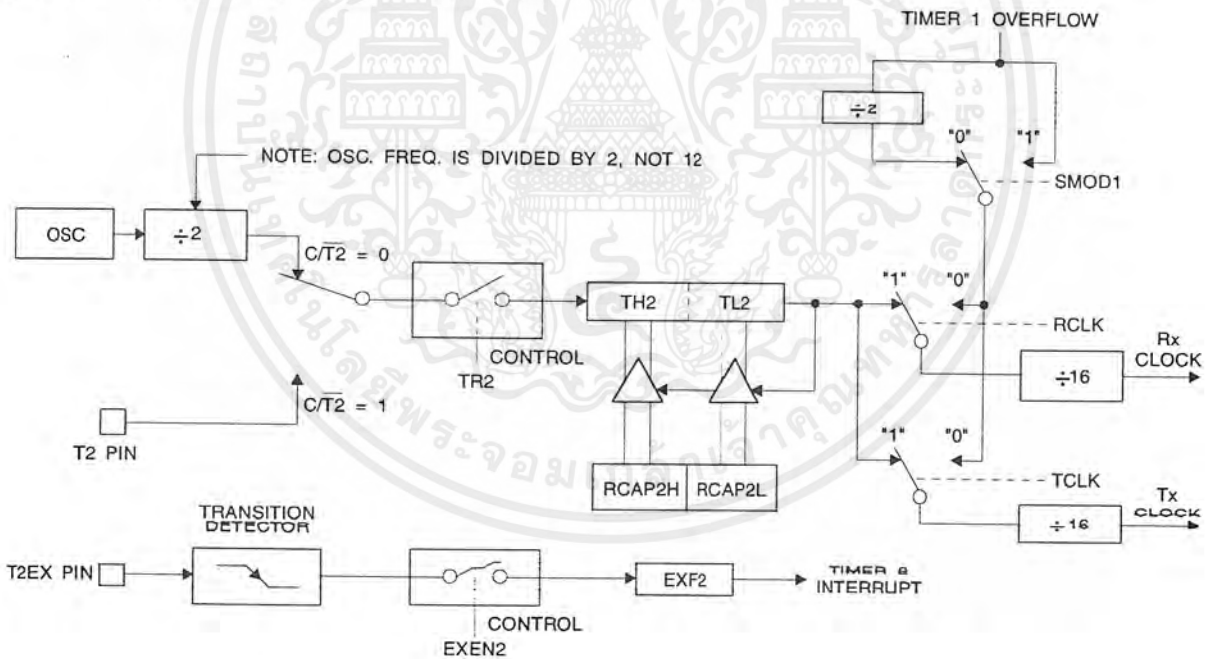 TIMER 1 OVERFLOW
÷2
"0" "1"
SMOD1
NOTE: OSC. FREQ. IS DIVIDED BY 2, NOT 12
OSC
÷2
C/T2 = 0
TH2 TL2
CONTROL
TR2
"1" "0"
RCLK
÷16
Rx
CLOCK
C/T2 = 1
T2 PIN
RCAP2H RCAP2L
"1" "0"
TCLK
÷16
Tx
CLOCK
TRANSITION
DETECTOR
T2EX PIN
EXF2
TIMER
INTERRUPT
CONTROL
EXEN2